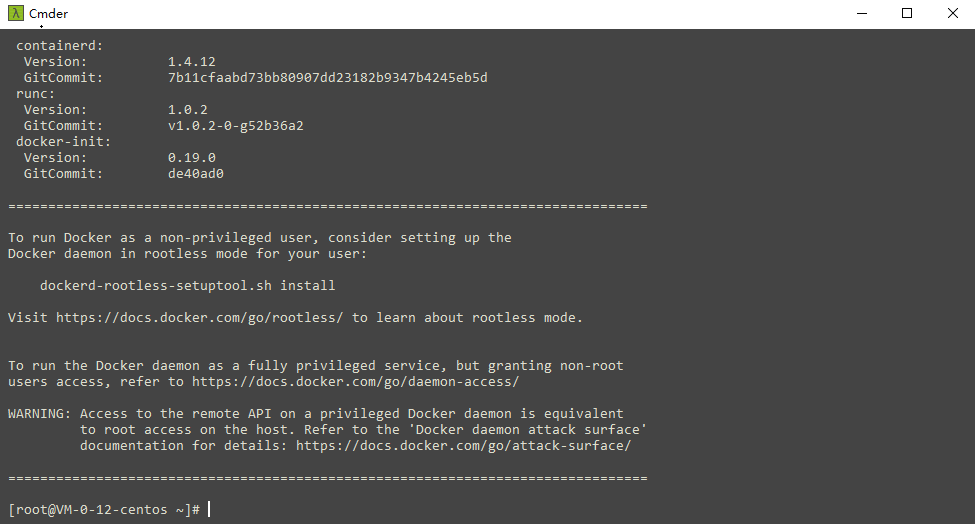 Cmder
containerd:
Version: 1.4.12
GitCommit: 7b11cfaabd73bb80907dd23182b9347b4245eb5d
runc:
Version: 1.0.2
GitCommit: v1.0.2-0-g52b36a2
docker-init:
Version: 0.19.0
GitCommit: de40ad0
================================================================================
To run Docker as a non-privileged user, consider setting up the
Docker daemon in rootless mode for your user:
dockerd-rootless-setuptool.sh install
Visit https://docs.docker.com/go/rootless/ to learn about rootless mode.
To run the Docker daemon as a fully privileged service, but granting non-root
users access, refer to https://docs.docker.com/go/daemon-access/
WARNING: Access to the remote API on a privileged Docker daemon is equivalent
to root access on the host. Refer to the 'Docker daemon attack surface'
documentation for details: https://docs.docker.com/go/attack-surface/
================================================================================
[root@VM-0-12-centos ~]#